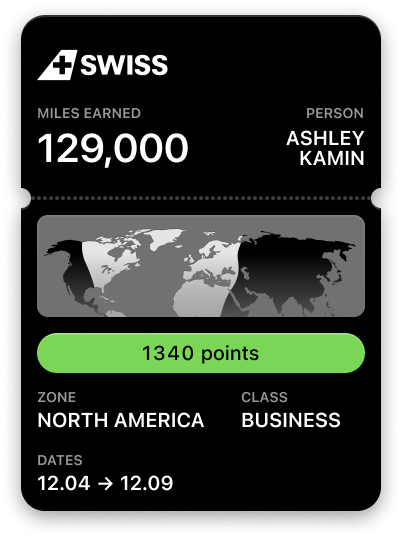 SWISS
MILES EARNED
129,000
PERSON
ASHLEY
KAMIN
1340 points
ZONE
NORTH AMERICA
CLASS
BUSINESS
DATES
12.04 → 12.09